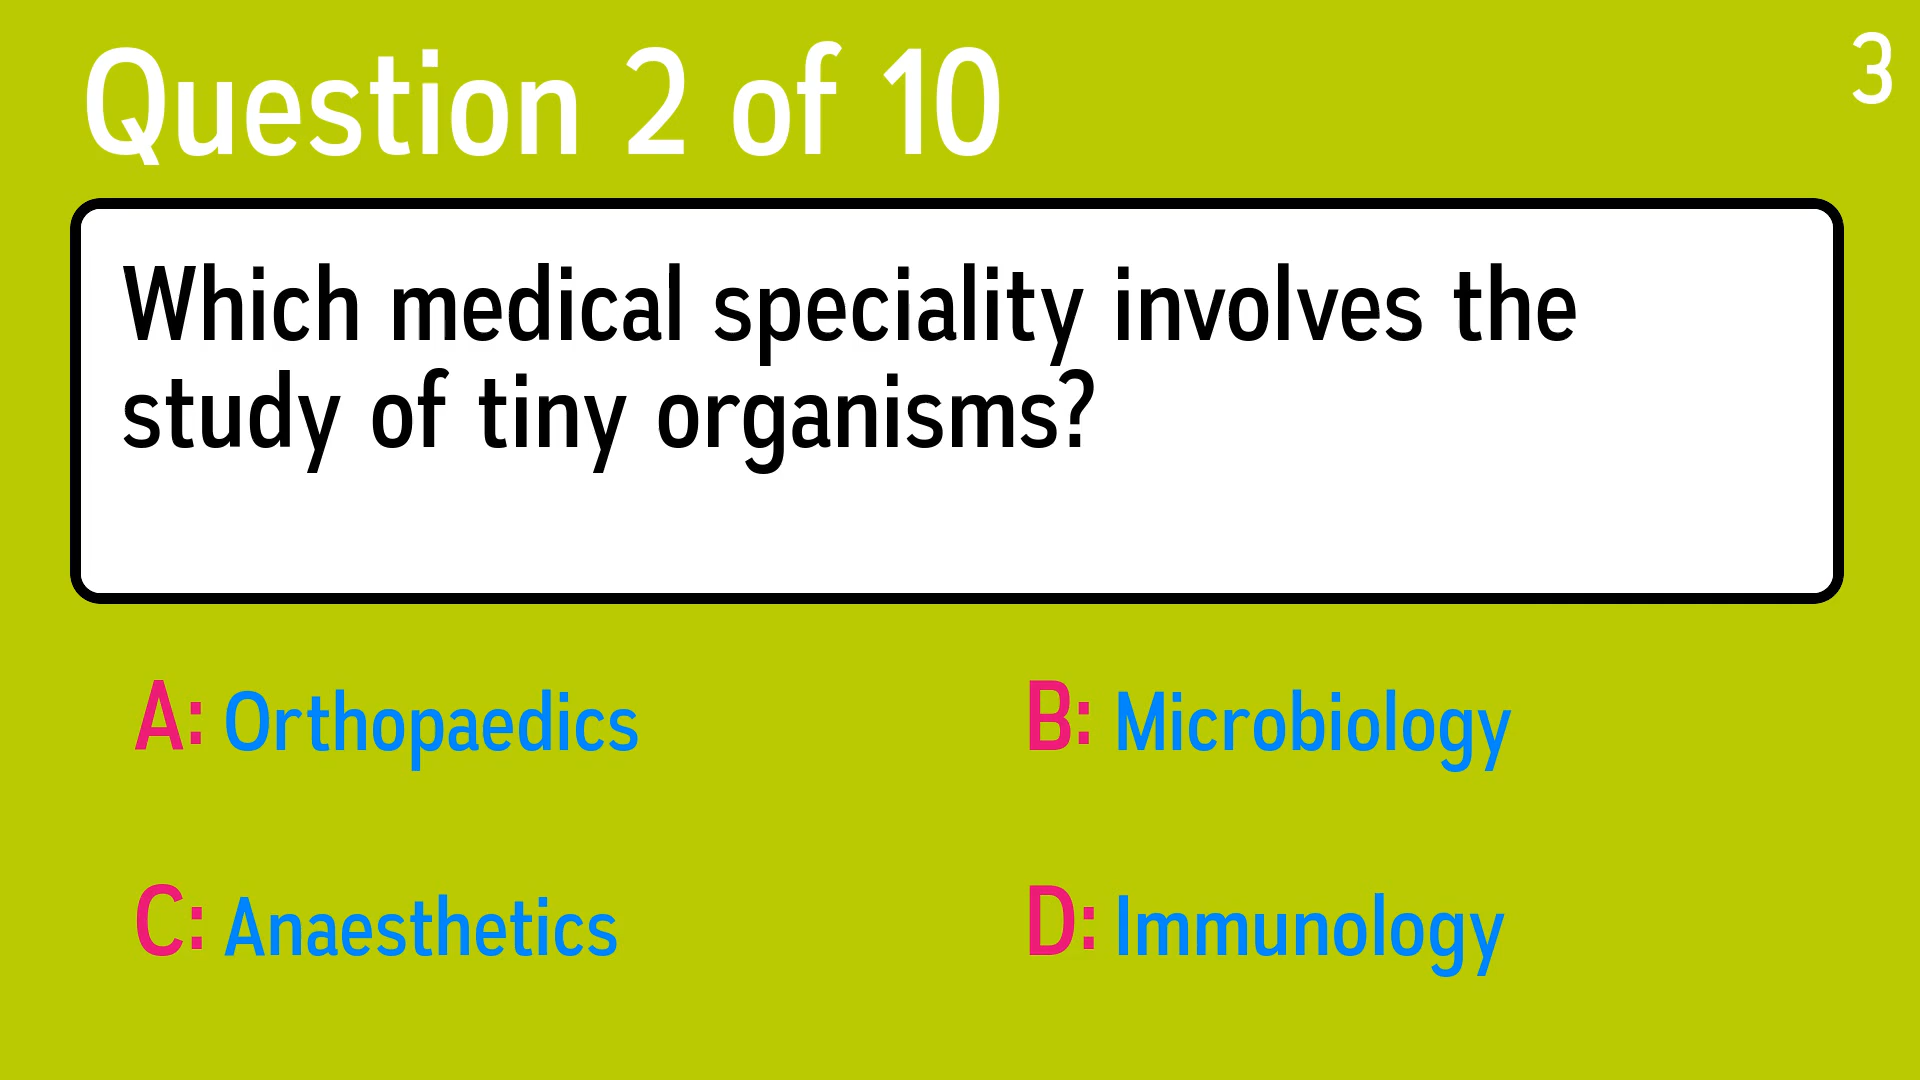 Question 2 of 10
3
Which medical speciality involves the
study of tiny organisms?
A: Orthopaedics
B: Microbiology
C: Anaesthetics
D: Immunology